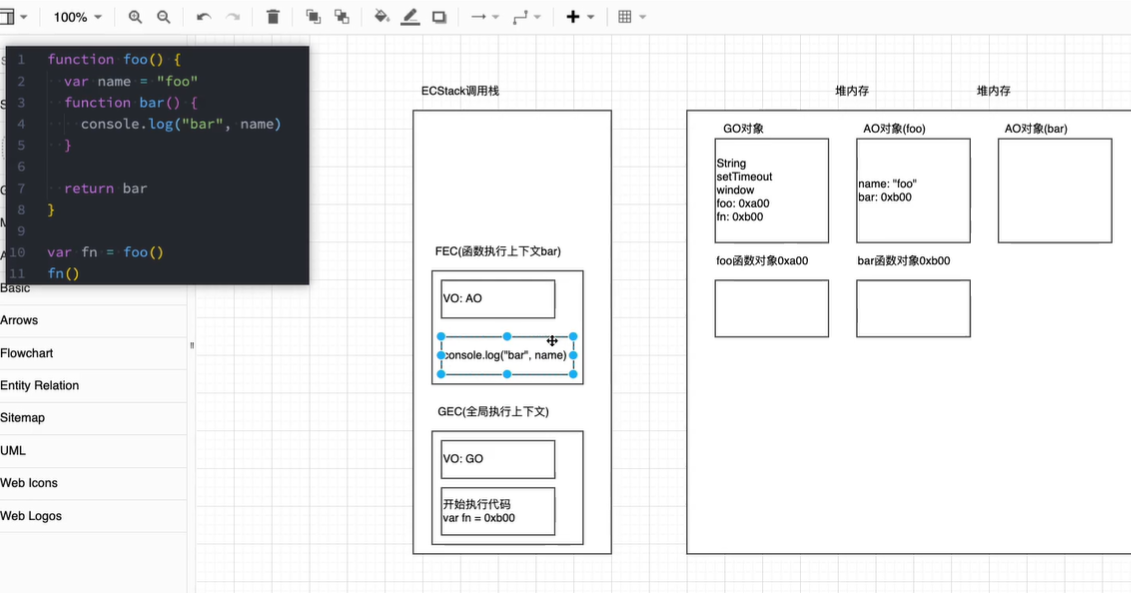 100%
1 function foo() {
2 var name = "foo"
3 function bar() {
4 console.log("bar", name)
5 }
6
7 return bar
8 }
9
10 var fn = foo()
11 fn()
Basic
Arrows
Flowchart
Entity Relation
Sitemap
UML
Web Icons
Web Logos
ECStack调用栈
FEC(函数执行上下文bar)
VO: AO
console.log("bar", name)
GEC(全局执行上下文)
VO: GO
开始执行代码
var fn = 0xb00
堆内存
堆内存
GO对象
String
setTimeout
window
foo: 0xa00
fn: 0xb00
AO对象(foo)
name: "foo"
bar: 0xb00
AO对象(bar)
foo函数对象0xa00
bar函数对象0xb00